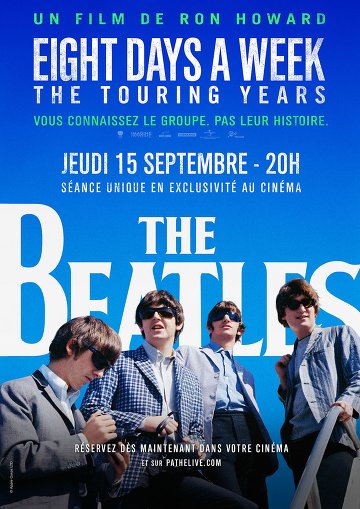 UN FILM DE RON HOWARD
EIGHT DAYS A WEEK
THE TOURING YEARS
VOUS CONNAISSEZ LE GROUPE. PAS LEUR HISTOIRE.
JEUDI 15 SEPTEMBRE - 20H
SÉANCE UNIQUE EN EXCLUSIVITÉ AU CINÉMA
THE
BEATLES
RÉSERVEZ DÈS MAINTENANT DANS VOTRE CINÉMA
ET SUR PATHELIVE.COM